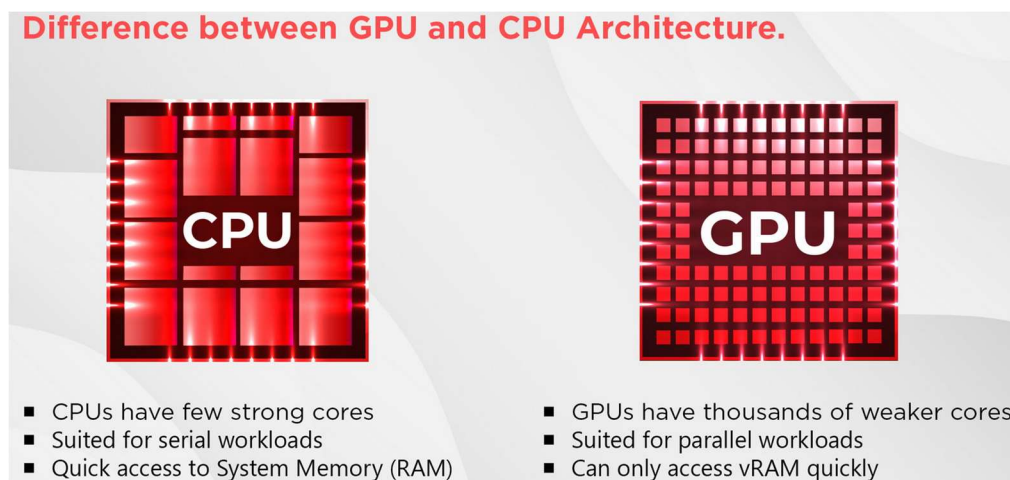 Difference between GPU and CPU Architecture.
CPU
GPU
■ CPUs have few strong cores
■ Suited for serial workloads
■ Quick access to System Memory (RAM)
■ GPUs have thousands of weaker cores
■ Suited for parallel workloads
■ Can only access vRAM quickly